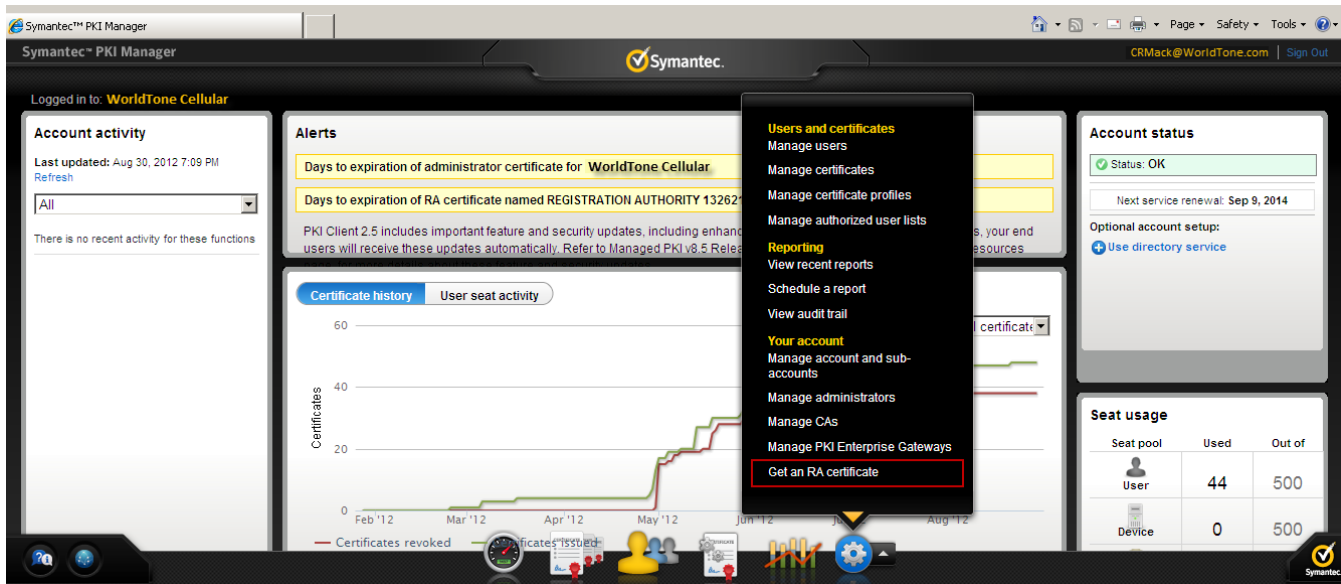 Symantec™ PKI Manager
Page Safety Tools
Symantec™ PKI Manager
Symantec.
CRMack@WorldTone.com | Sign Out
Logged in to: WorldTone Cellular
Account activity
Last updated: Aug 30, 2012 7:09 PM
Refresh
All
There is no recent activity for these functions
Alerts
Days to expiration of administrator certificate for WorldTone Cellular
Days to expiration of RA certificate named REGISTRATION AUTHORITY 13262
PKI Client 2.5 includes important feature and security updates, including enhanc
s, your end
users will receive these updates automatically. Refer to Managed PKI v8.5 Relea
esources
Certificate history
User seat activity
certificate
60
40
20
0
Certificates
Feb '12
Mar '12
Apr '12
May '12
Jun '12
Aug '12
Certificates revoked
Certificates issued
Users and certificates
Manage users
Manage certificates
Manage certificate profiles
Manage authorized user lists
Reporting
View recent reports
Schedule a report
View audit trail
Your account
Manage account and sub-
accounts
Manage administrators
Manage CAs
Manage PKI Enterprise Gateways
Get an RA certificate
Account status
Status: OK
Next service renewal: Sep 9, 2014
Optional account setup:
Use directory service
Seat usage
Seat pool
Used
Out of
User
44
500
Device
0
500
Symantec.